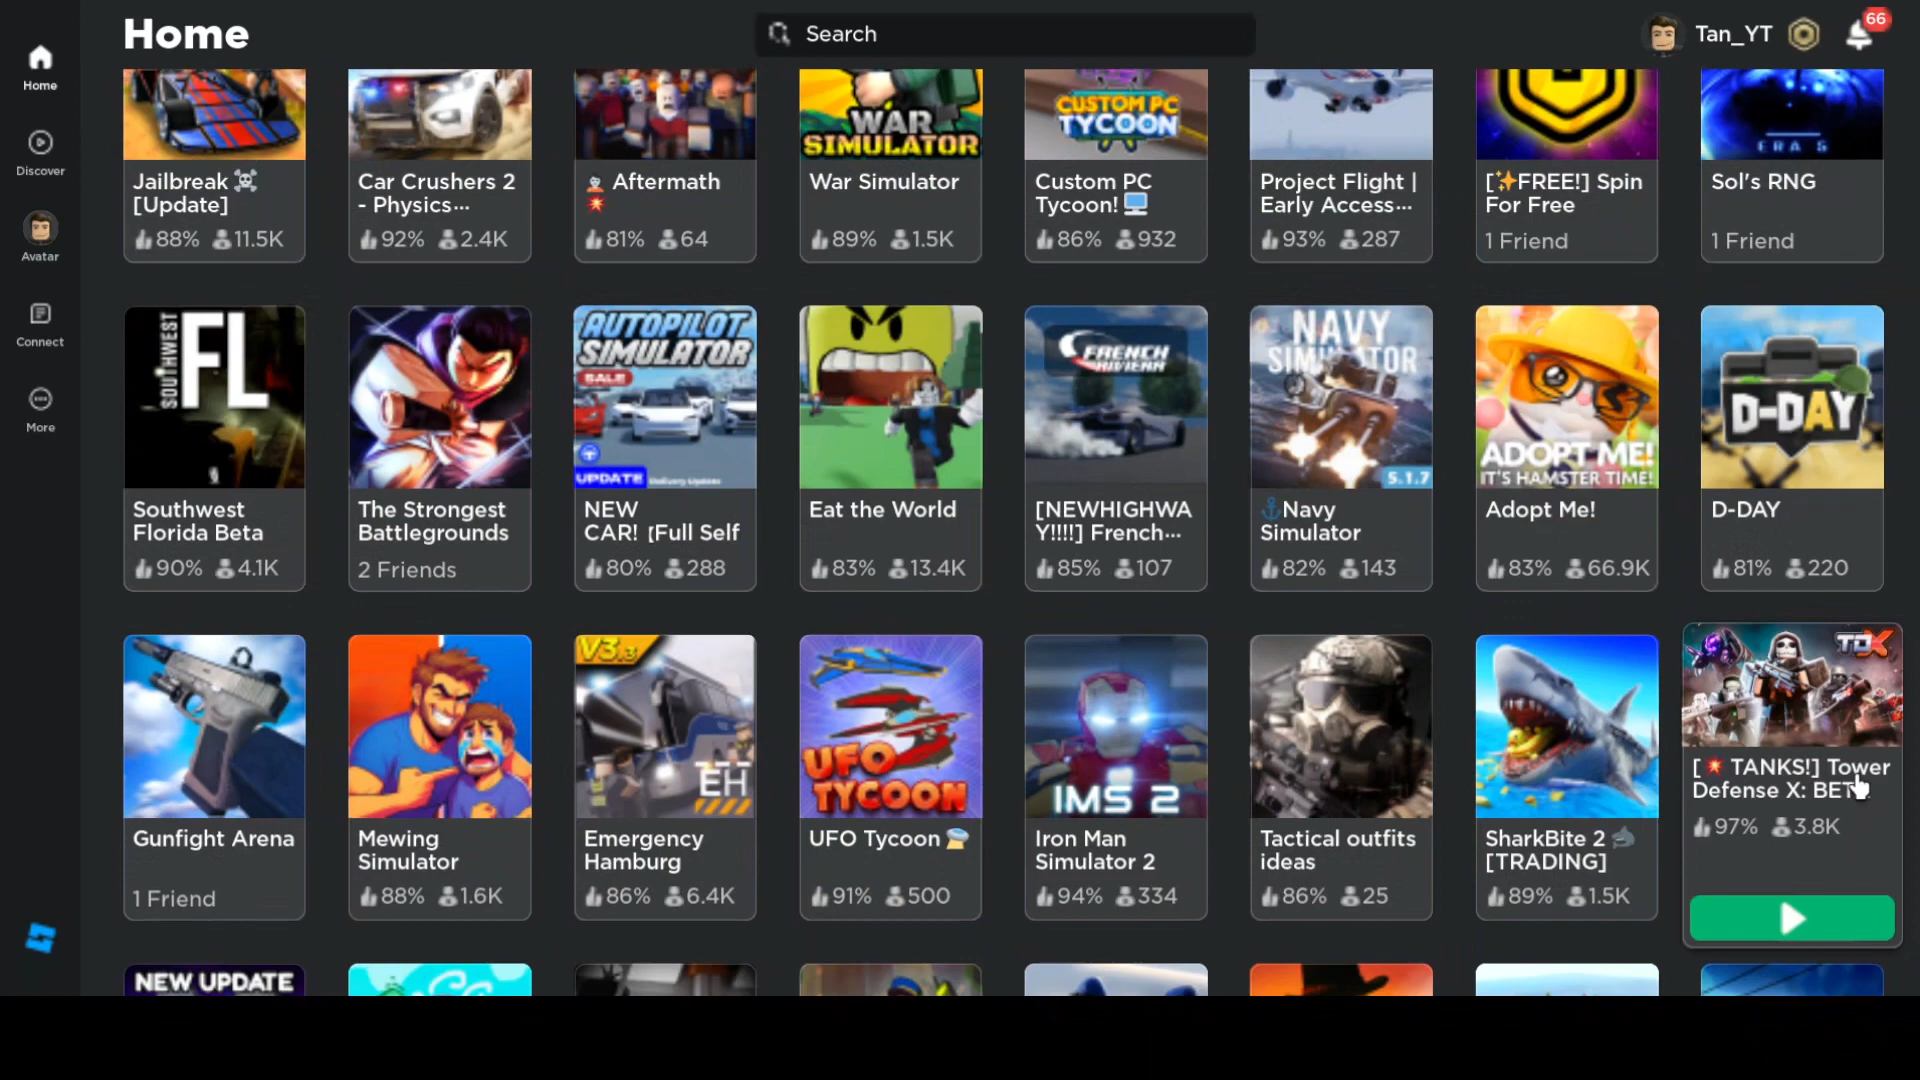 Home
Search
Tan_YT
66
Home
Discover
Avatar
Connect
More
WAR
SIMULATOR
CUSTOM PC
TYCOON
ERA 5
Jailbreak ☠
[Update]
88% 11.5K
Car Crushers 2
- Physics...
92% 2.4K
Aftermath
💥
81% 64
War Simulator
89% 1.5K
Custom PC
Tycoon! 🖥️
86% 932
Project Flight |
Early Access...
93% 287
[✨FREE!] Spin
For Free
1 Friend
Sol's RNG
1 Friend
SOUTHWEST
FL
AUTOPILOT
SIMULATOR
SALE
UPDATE
FRENCH
RIVIERA
NAVY
SIMULATOR
5.1.7
ADOPT ME!
IT'S HAMSTER TIME!
D-DAY
Southwest
Florida Beta
90% 4.1K
The Strongest
Battlegrounds
2 Friends
NEW
CAR! [Full Self
80% 288
Eat the World
83% 13.4K
[NEWHIGHWA
Y!!!!] French...
85% 107
⚓Navy
Simulator
82% 143
Adopt Me!
83% 66.9K
D-DAY
81% 220
V3.3
EH
UFO
TYCOON
IMS 2
TDX
Gunfight Arena
1 Friend
Mewing
Simulator
88% 1.6K
Emergency
Hamburg
86% 6.4K
UFO Tycoon 🛸
91% 500
Iron Man
Simulator 2
94% 334
Tactical outfits
ideas
86% 25
SharkBite 2 🦈
[TRADING]
89% 1.5K
[💥 TANKS!] Tower
Defense X: BET
97% 3.8K
NEW UPDATE